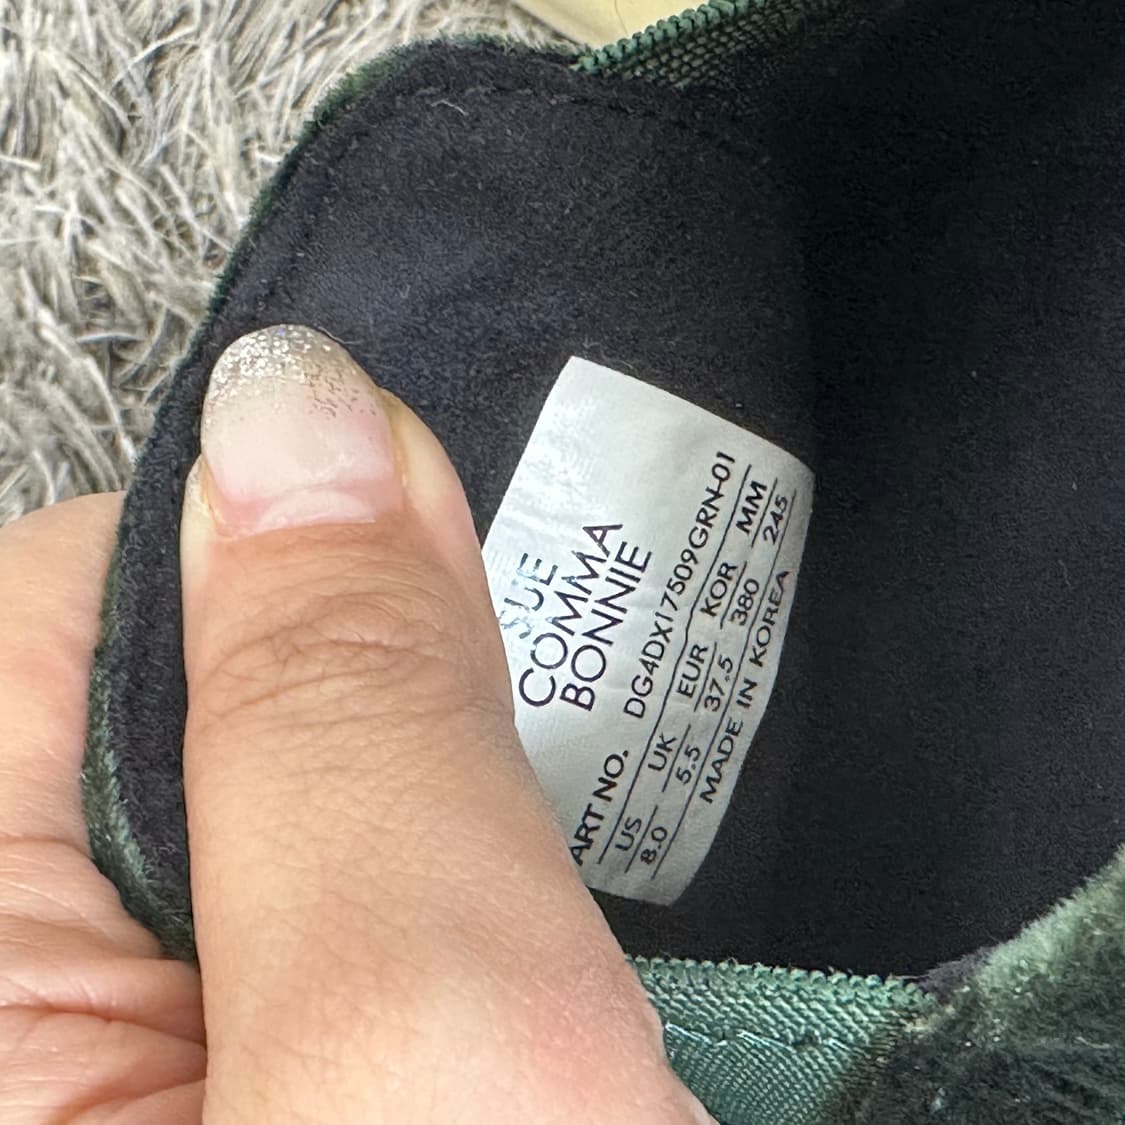 SUE
COMMA
BONNIE
ART NO. DG4DX17509GRN-01
US UK EUR KOR MM
8.0 5.5 37.5 380 245
MADE IN KOREA